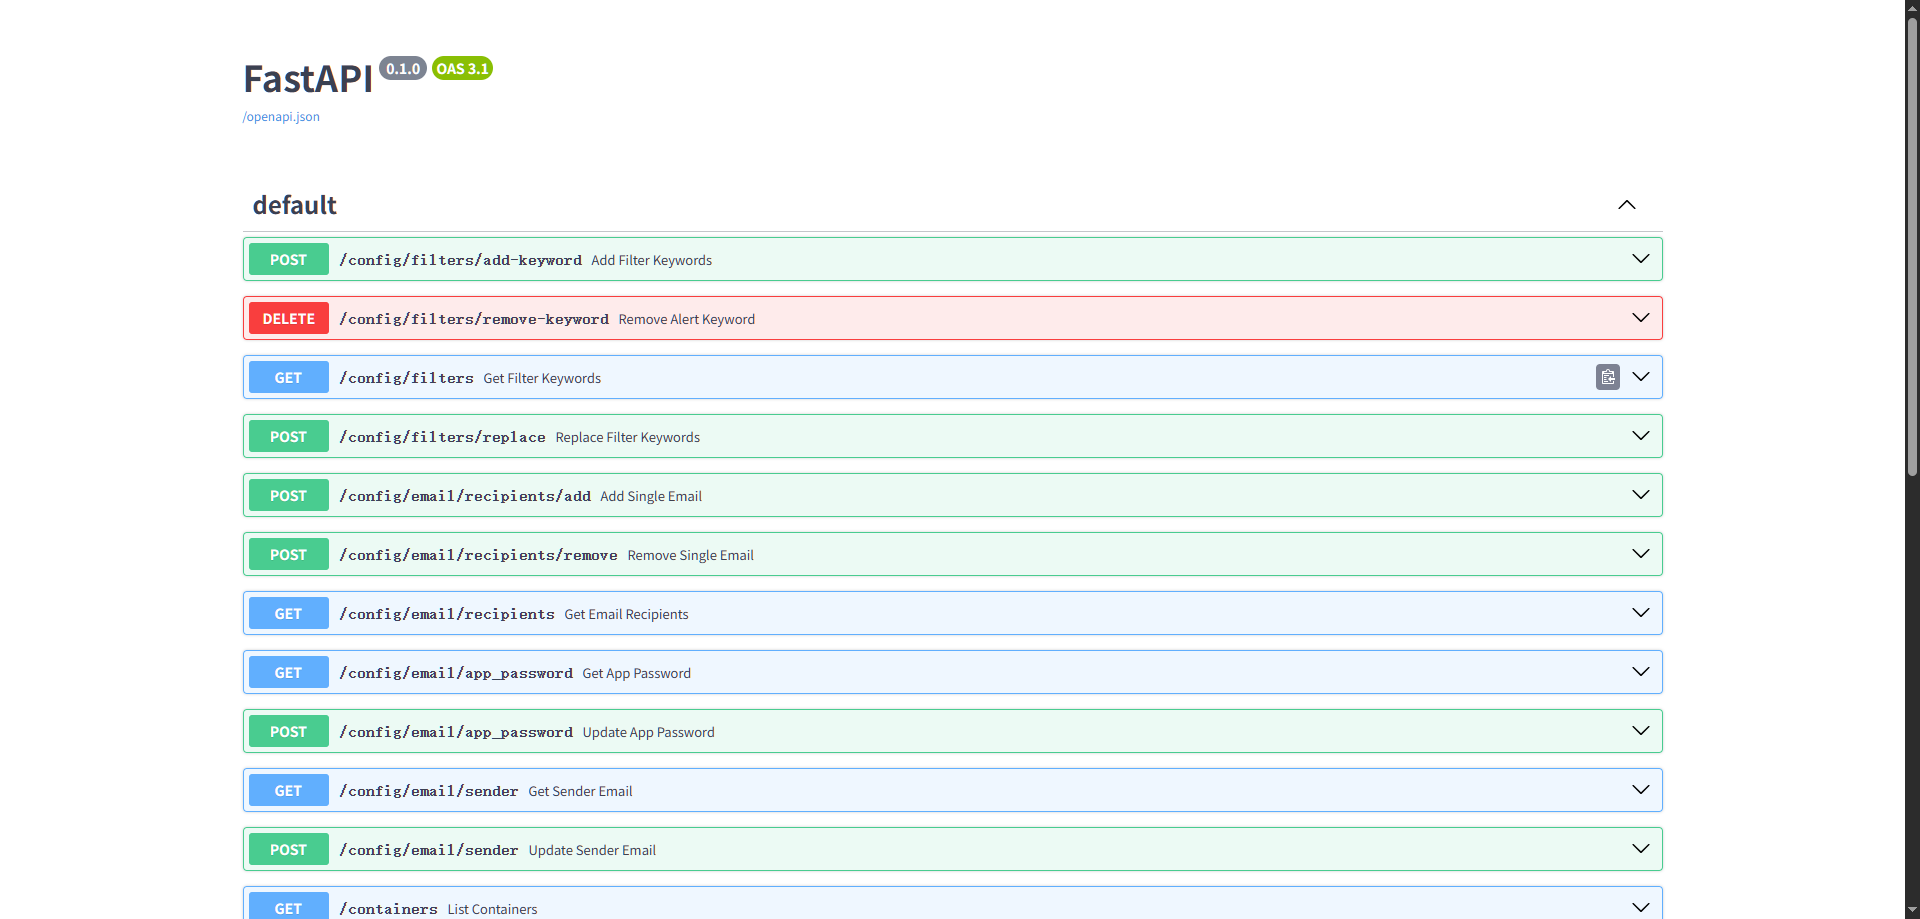 FastAPI 0.1.0 OAS 3.1
/openapi.json
default
POST /config/filters/add-keyword Add Filter Keywords
DELETE /config/filters/remove-keyword Remove Alert Keyword
GET /config/filters Get Filter Keywords
POST /config/filters/replace Replace Filter Keywords
POST /config/email/recipients/add Add Single Email
POST /config/email/recipients/remove Remove Single Email
GET /config/email/recipients Get Email Recipients
GET /config/email/app_password Get App Password
POST /config/email/app_password Update App Password
GET /config/email/sender Get Sender Email
POST /config/email/sender Update Sender Email
GET /containers List Containers